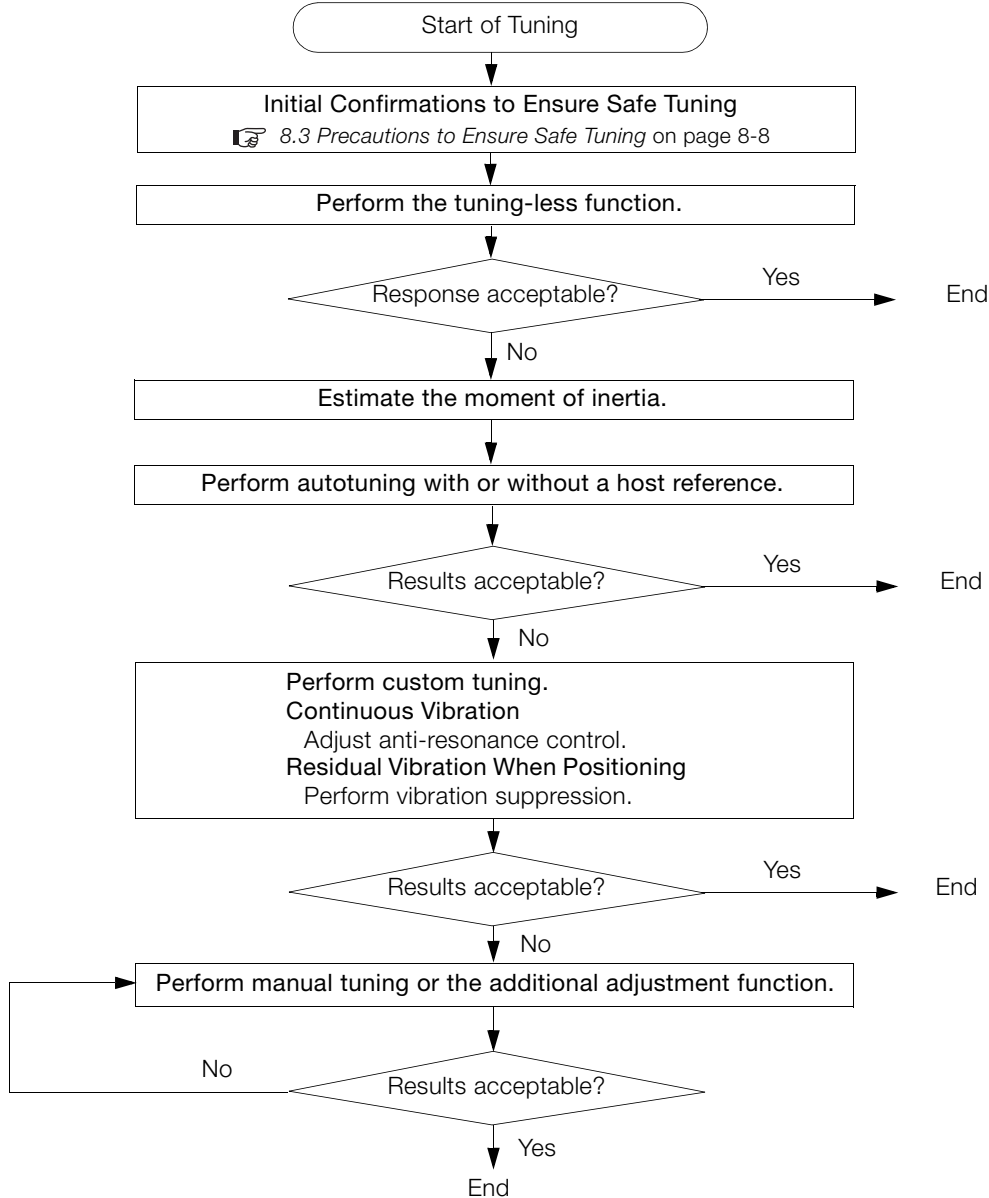 Start of Tuning
Initial Confirmations to Ensure Safe Tuning
8.3 Precautions to Ensure Safe Tuning on page 8-8
Perform the tuning-less function.
Response acceptable?
Yes
End
No
Estimate the moment of inertia.
Perform autotuning with or without a host reference.
Results acceptable?
Yes
End
No
Perform custom tuning.
Continuous Vibration
Adjust anti-resonance control.
Residual Vibration When Positioning
Perform vibration suppression.
Results acceptable?
Yes
End
No
Perform manual tuning or the additional adjustment function.
No
Results acceptable?
Yes
End